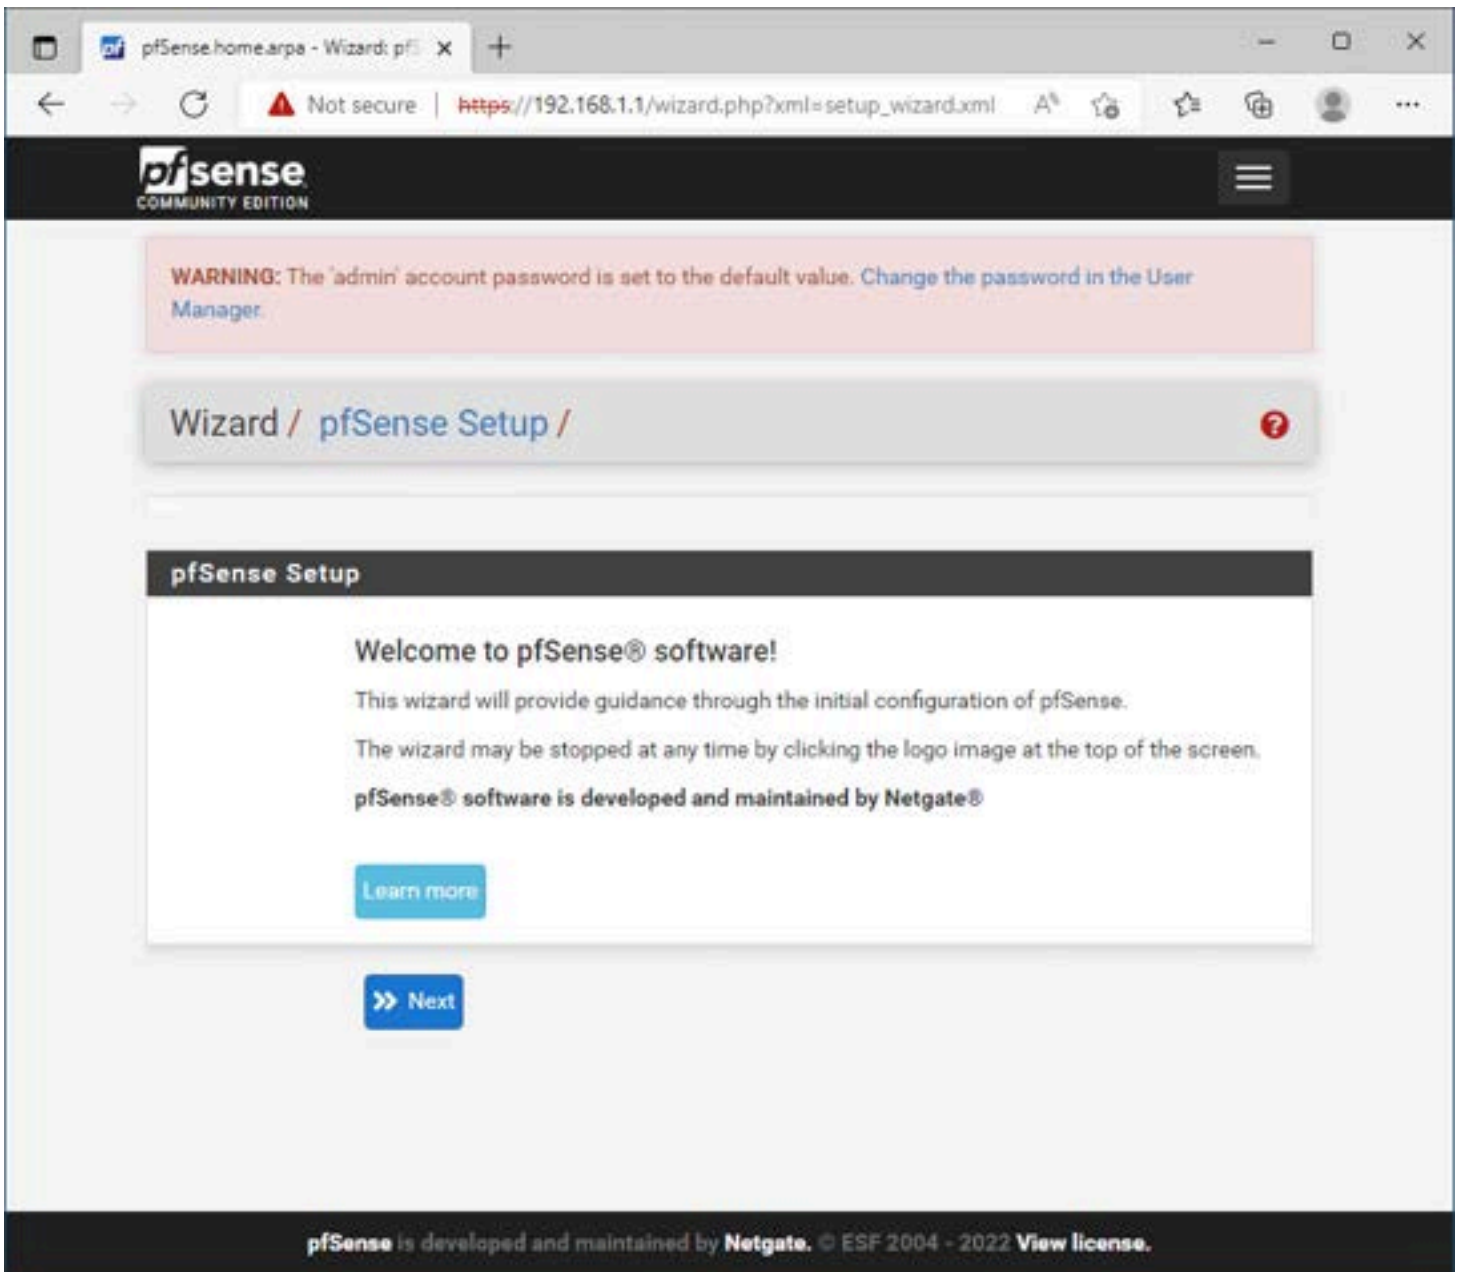 pfSense.home.arpa - Wizard: pfS
Not secure | https://192.168.1.1/wizard.php?xml=setup_wizard.xml
pfsense
COMMUNITY EDITION
WARNING: The 'admin' account password is set to the default value. Change the password in the User
Manager.
Wizard / pfSense Setup /
pfSense Setup
Welcome to pfSense® software!
This wizard will provide guidance through the initial configuration of pfSense.
The wizard may be stopped at any time by clicking the logo image at the top of the screen.
pfSense® software is developed and maintained by Netgate®
Learn more
Next
pfSense is developed and maintained by Netgate. © ESF 2004 - 2022 View license.